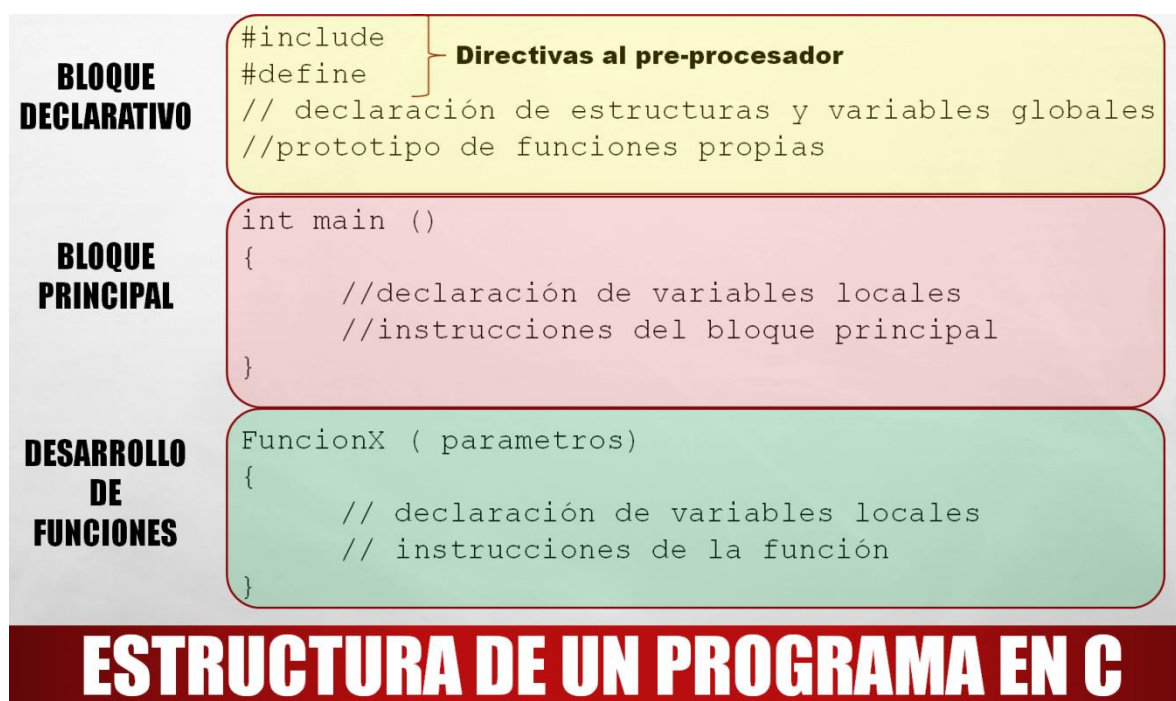 BLOQUE
DECLARATIVO
#include
#define
Directivas al pre-procesador
// declaración de estructuras y variables globales
//prototipo de funciones propias
BLOQUE
PRINCIPAL
int main ()
{
//declaración de variables locales
//instrucciones del bloque principal
}
DESARROLLO
DE
FUNCIONES
FuncionX ( parametros)
{
// declaración de variables locales
// instrucciones de la función
}
ESTRUCTURA DE UN PROGRAMA EN C